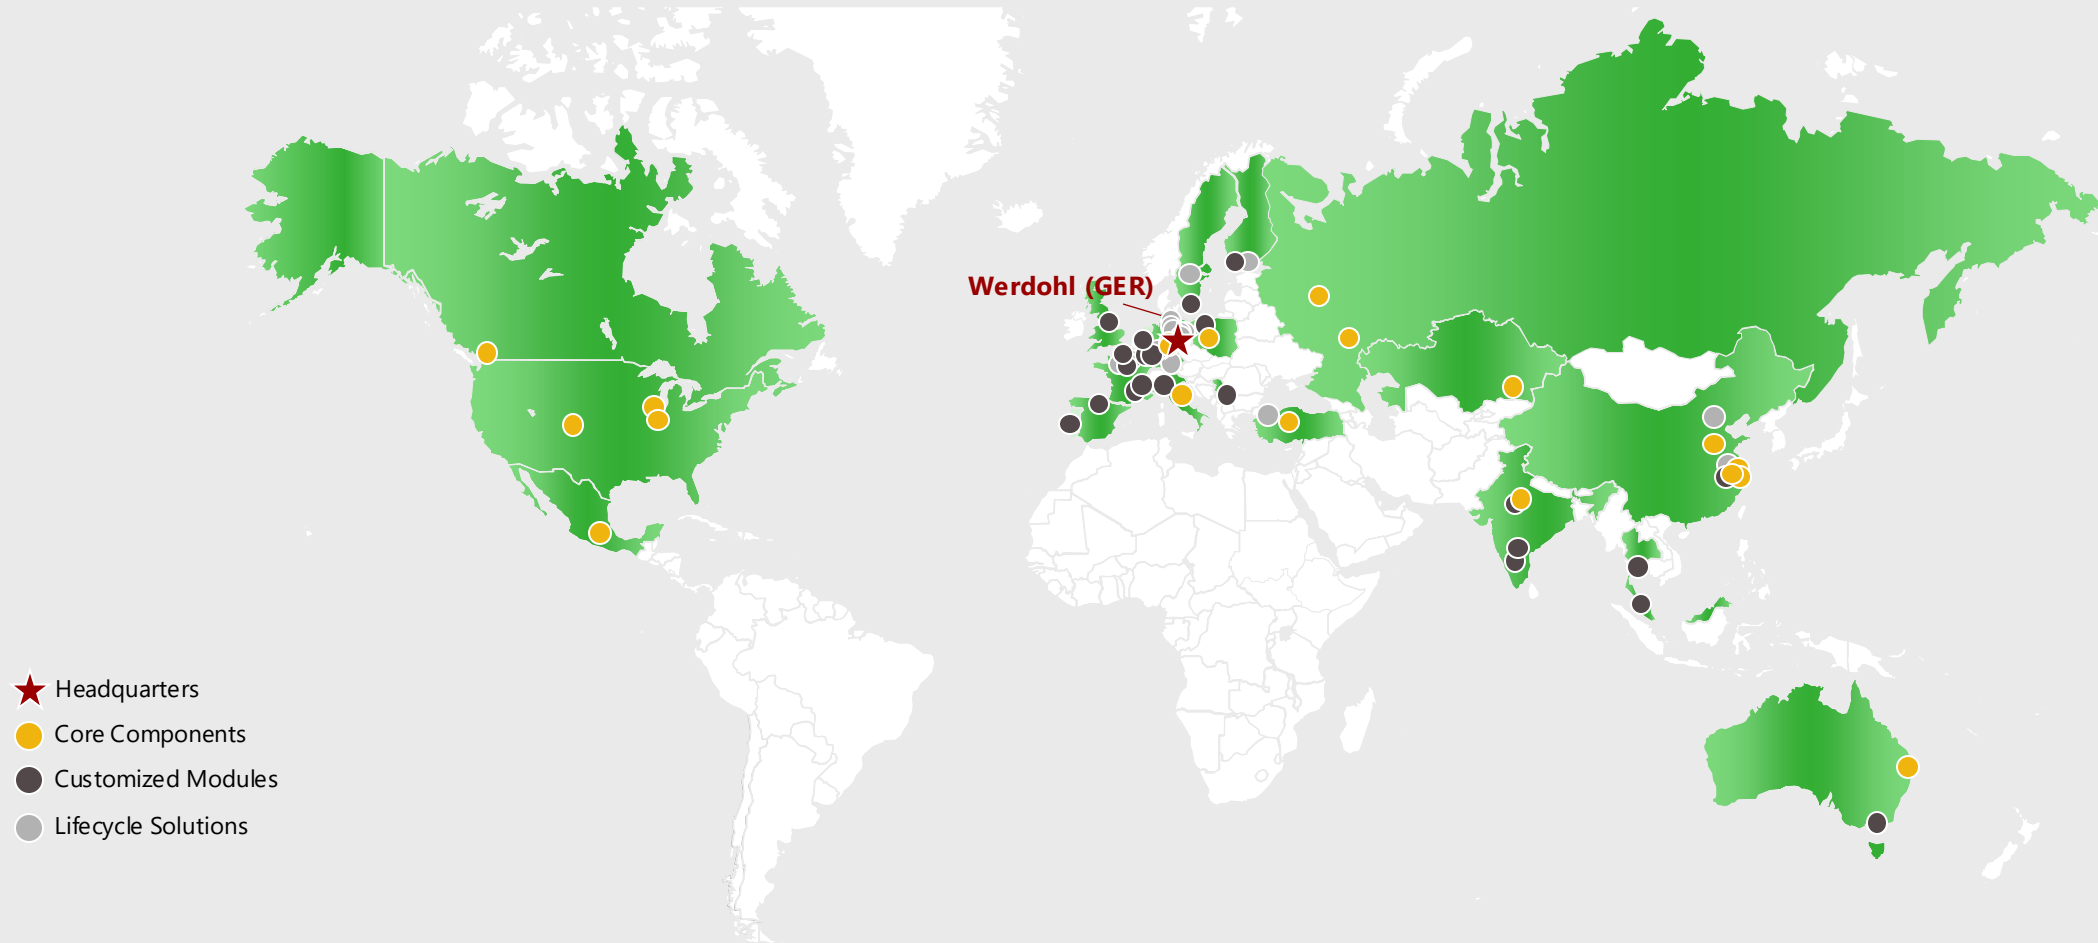 Werdohl (GER)
Headquarters
Core Components
Customized Modules
Lifecycle Solutions